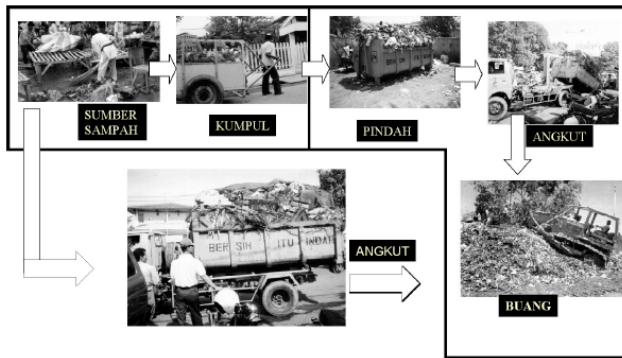 SUMBER
SAMPAH
KUMPUL
PINDAH
ANGKUT
BERSIH ITU INDAH
ANGKUT
BUANG